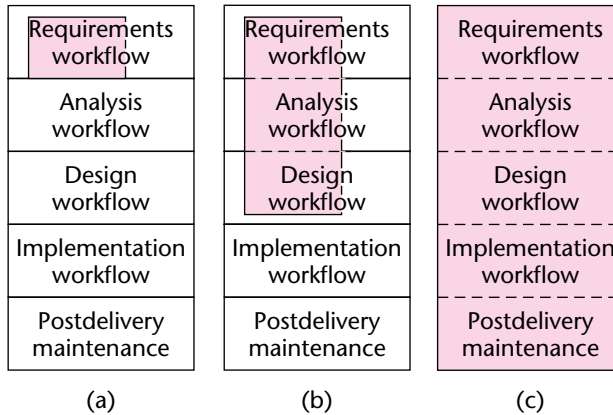 Requirements
workflow
Analysis
workflow
Design
workflow
Implementation
workflow
Postdelivery
maintenance
(a)
Requirements
workflow
Analysis
workflow
Design
workflow
Implementation
workflow
Postdelivery
maintenance
(b)
Requirements
workflow
Analysis
workflow
Design
workflow
Implementation
workflow
Postdelivery
maintenance
(c)